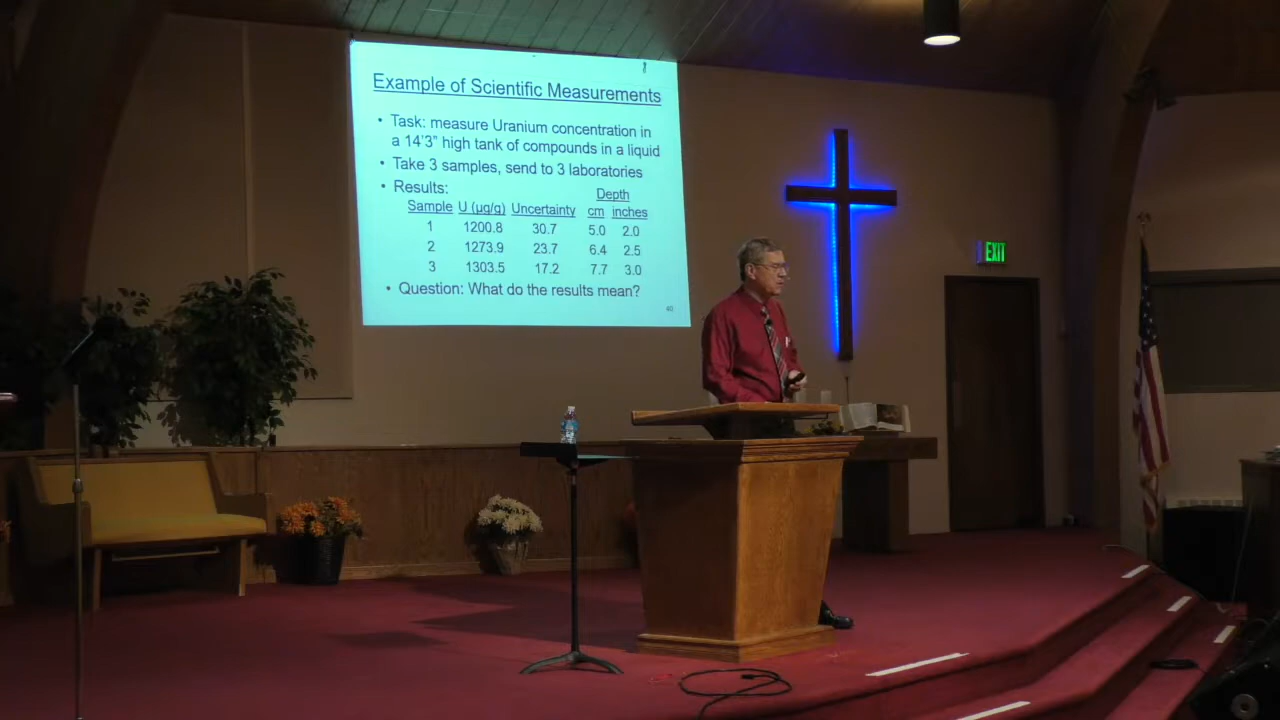 Example of Scientific Measurements
• Task: measure Uranium concentration in
a 14'3" high tank of compounds in a liquid
• Take 3 samples, send to 3 laboratories
• Results:
Depth
Sample U (µg/g) Uncertainty cm inches
1 1200.8 30.7 5.0 2.0
2 1273.9 23.7 6.4 2.5
3 1303.5 17.2 7.7 3.0
• Question: What do the results mean?
40
EXIT